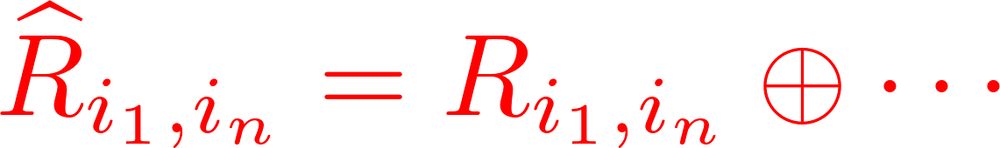 $\widehat{R}_{i_1,i_n} = R_{i_1,i_n} \oplus \cdots$